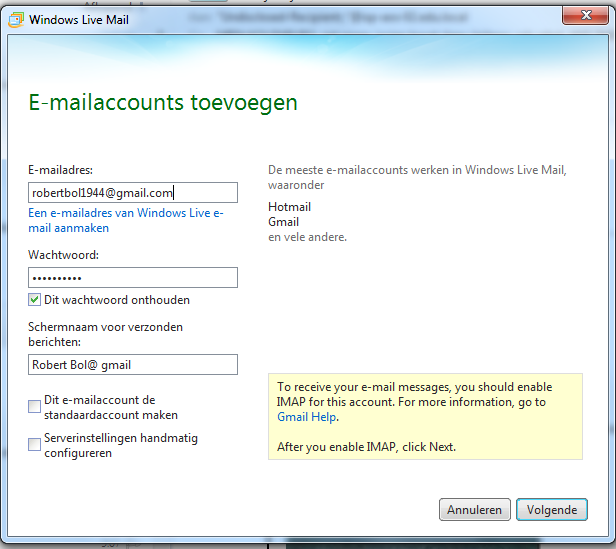 Windows Live Mail
E-mailaccounts toevoegen
E-mailadres:
robertbol1944@gmail.com
Een e-mailadres van Windows Live e-
mail aanmaken
Wachtwoord:
••••••••••
Dit wachtwoord onthouden
Schermnaam voor verzonden
berichten:
Robert Bol@ gmail
Dit e-mailaccount de
standaardaccount maken
Serverinstellingen handmatig
configureren
De meeste e-mailaccounts werken in Windows Live Mail,
waaronder
Hotmail
Gmail
en vele andere.
To receive your e-mail messages, you should enable
IMAP for this account. For more information, go to
Gmail Help.
After you enable IMAP, click Next.
Annuleren
Volgende